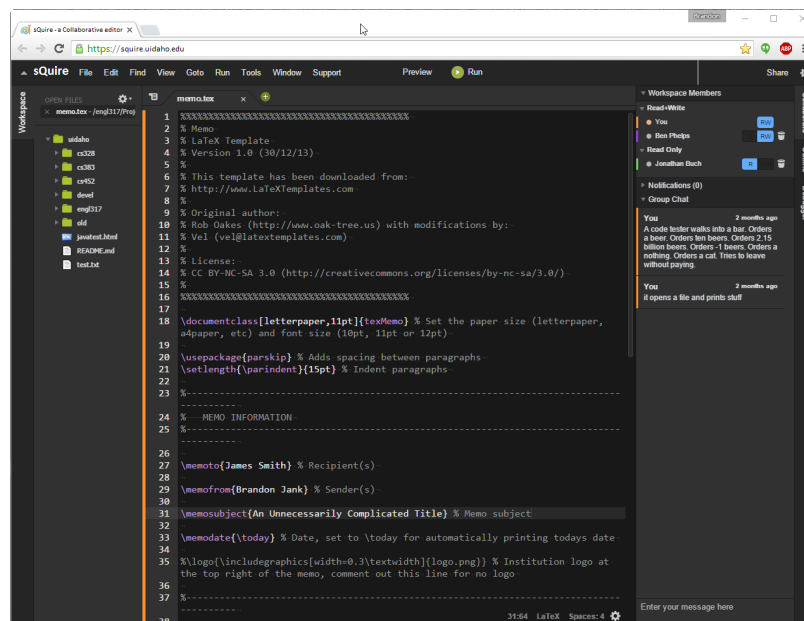 Brandon
sQuire - a Collaborative editor
https://squire.uidaho.edu
ABP
sQuire File Edit Find View Goto Run Tools Window Support Preview Run Share
Workspace
OPEN FILES
memo.tex - /engl317/Proj
uidaho
cs328
cs383
cs452
devel
engl317
old
javatest.html
README.md
test.txt
memo.tex
1 %%%%%%%%%%%%%%%%%%%%%%%%%%%%%%%%%%%%%%%
2 % Memo
3 % LaTeX Template
4 % Version 1.0 (30/12/13)
5 %
6 % This template has been downloaded from:
7 % http://www.LaTeXTemplates.com
8 %
9 % Original author:
10 % Rob Oakes (http://www.oak-tree.us) with modifications by:
11 % Vel (vel@latextemplates.com)
12 %
13 % License:
14 % CC BY-NC-SA 3.0 (http://creativecommons.org/licenses/by-nc-sa/3.0/)
15 %
16 %%%%%%%%%%%%%%%%%%%%%%%%%%%%%%%%%%%%%%%
17
18 \documentclass[letterpaper,11pt]{texMemo} % Set the paper size (letterpaper,
a4paper, etc) and font size (10pt, 11pt or 12pt)
19
20 \usepackage{parskip} % Adds spacing between paragraphs
21 \setlength{\parindent}{15pt} % Indent paragraphs
22
23 %-------------------------------------------------------------------------
----------
24 % MEMO INFORMATION
25 %-------------------------------------------------------------------------
----------
26
27 \memoto{James Smith} % Recipient(s)
28
29 \memofrom{Brandon Jank} % Sender(s)
30
31 \memosubject{An Unnecessarily Complicated Title} % Memo subject
32
33 \memodate{\today} % Date, set to \today for automatically printing todays date
34
35 %\logo{\includegraphics[width=0.3\textwidth]{logo.png}} % Institution logo at
the top right of the memo, comment out this line for no logo
36
37 %-------------------------------------------------------------------------
----------
38
31:64 LaTeX Spaces: 4
Workspace Members
Read+Write
You RW
Ben Phelps RW
Read Only
Jonathan Buch R
Notifications (0)
Group Chat
You 2 months ago
A code tester walks into a bar. Orders
a beer. Orders ten beers. Orders 2.15
billion beers. Orders -1 beers. Orders a
nothing. Orders a cat. Tries to leave
without paying.
You 2 months ago
it opens a file and prints stuff
Enter your message here